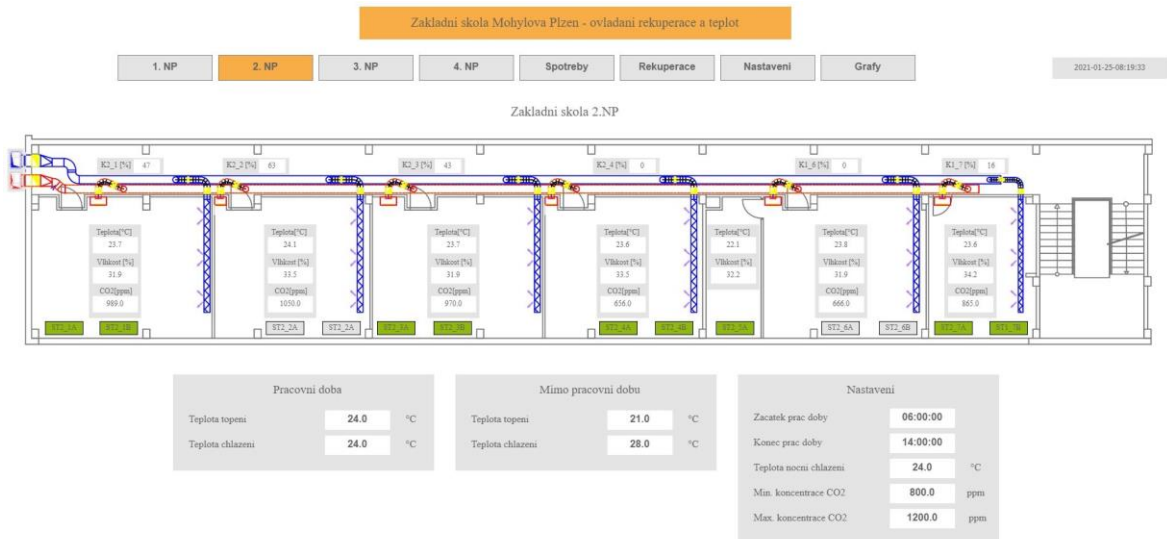 Zakladni skola Mohylova Plzen - ovladani rekuperace a teplot
1. NP 2. NP 3. NP 4. NP Spotreby Rekuperace Nastaveni Grafy 2021-01-25-08:19:33
Zakladni skola 2.NP
K2_1 [%] 47 K2_2 [%] 63 K2_3 [%] 43 K2_4 [%] 0 K1_6 [%] 0 K1_7 [%] 16
Teplota[°C] Teplota[°C] Teplota[°C] Teplota[°C] Teplota[°C] Teplota[°C] Teplota[°C]
23.7 24.1 23.7 23.6 22.1 23.8 23.6
Vlhkost [%] Vlhkost [%] Vlhkost [%] Vlhkost [%] Vlhkost [%] Vlhkost [%] Vlhkost [%]
31.9 33.5 31.9 33.5 32.2 31.9 34.2
CO2[ppm] CO2[ppm] CO2[ppm] CO2[ppm] CO2[ppm] CO2[ppm]
989.0 1050.0 970.0 656.0 666.0 865.0
ST2_1A ST2_1B ST2_2A ST2_2A ST2_3A ST2_3B ST2_4A ST2_4B ST2_5A ST2_6A ST2_6B ST2_7A ST1_7B
Pracovni doba
Teplota topeni 24.0 °C
Teplota chlazeni 24.0 °C
Mimo pracovni dobu
Teplota topeni 21.0 °C
Teplota chlazeni 28.0 °C
Nastaveni
Zacatek prac doby 06:00:00
Konec prac doby 14:00:00
Teplota nocni chlazeni 24.0 °C
Min. koncentrace CO2 800.0 ppm
Max. koncentrace CO2 1200.0 ppm